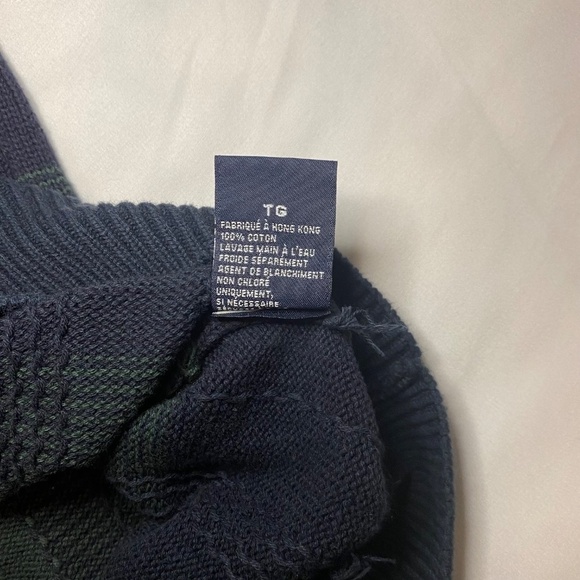 TG
FABRIQUÉ À HONG KONG
100% COTON
LAVAGE MAIN À L'EAU
FROIDE SÉPARÉMENT
AGENT DE BLANCHIMENT
NON CHLORÉ
UNIQUEMENT,
SI NÉCESSAIRE